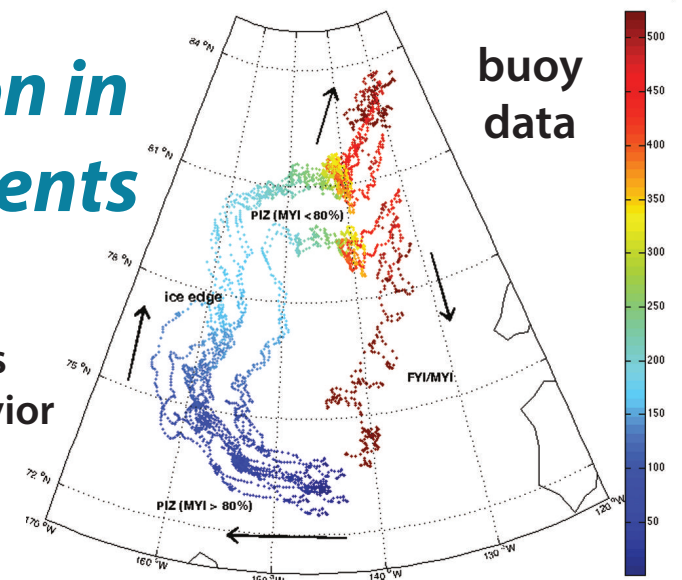 on in
ents
s
vior
buoy
data
84 °N
81 °N
78 °N
75 °N
72 °N
170 °W
160 °W
150 °W
140 °W
130 °W
120 °W
PIZ (MYI <80%)
ice edge
FYI/MYI
PIZ (MYI > 80%)
500
450
400
350
300
250
200
150
100
50